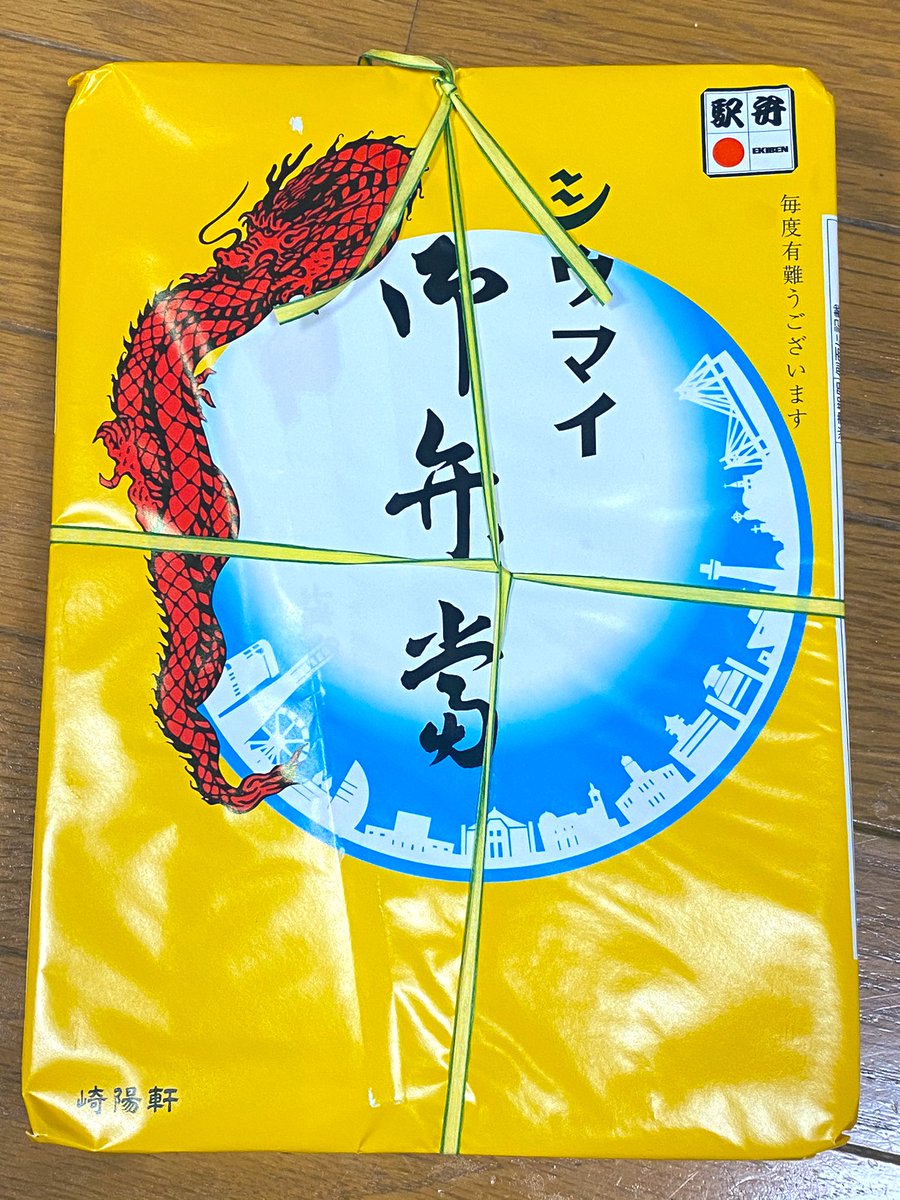 駅弁
EKIBEN
毎度有難うございます
シウマイ
御弁当
崎陽軒